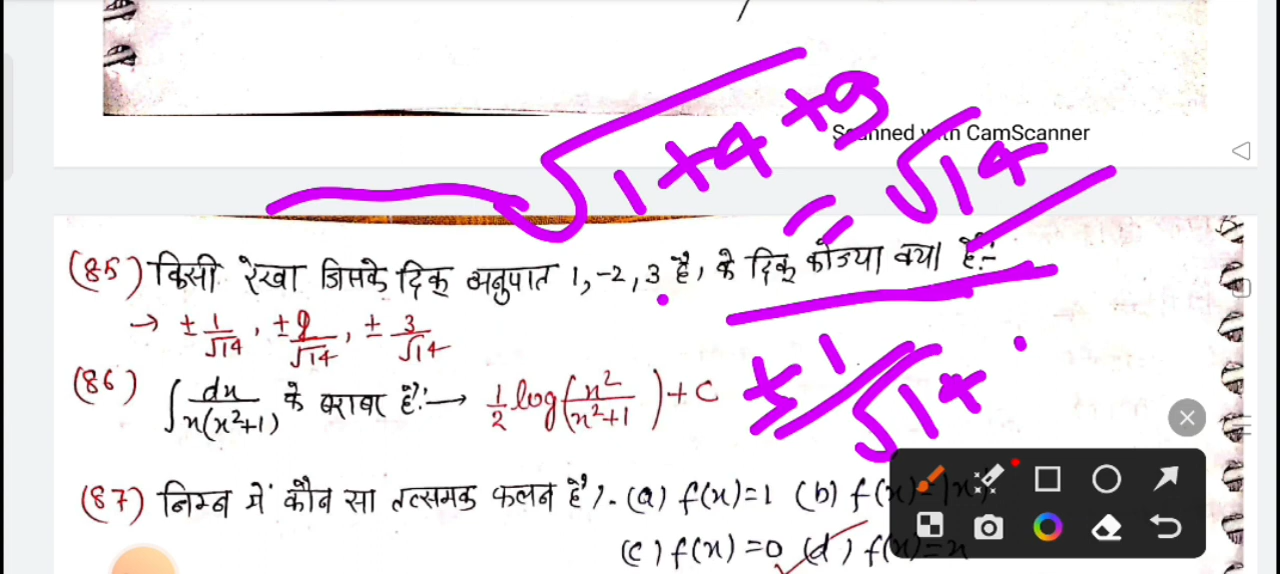 √1+4+9
Scanned with CamScanner
= √14
(85) किसी रेखा जिसके दिक् अनुपात 1, -2, 3 है, के दिक् कोज्या क्या है:-
→ ± 1/√14, ± 2/√14, ± 3/√14
± 1/√14
(86) ∫ dx/x(x²+1), के बराबर है:→ 1/2 log(x²/x²+1) + C
(87) निम्न में कौन सा तत्समक फलन है?- (a) f(x)=1 (b) f(x)=|x|
(c) f(x)=0 (d) f(x)=x